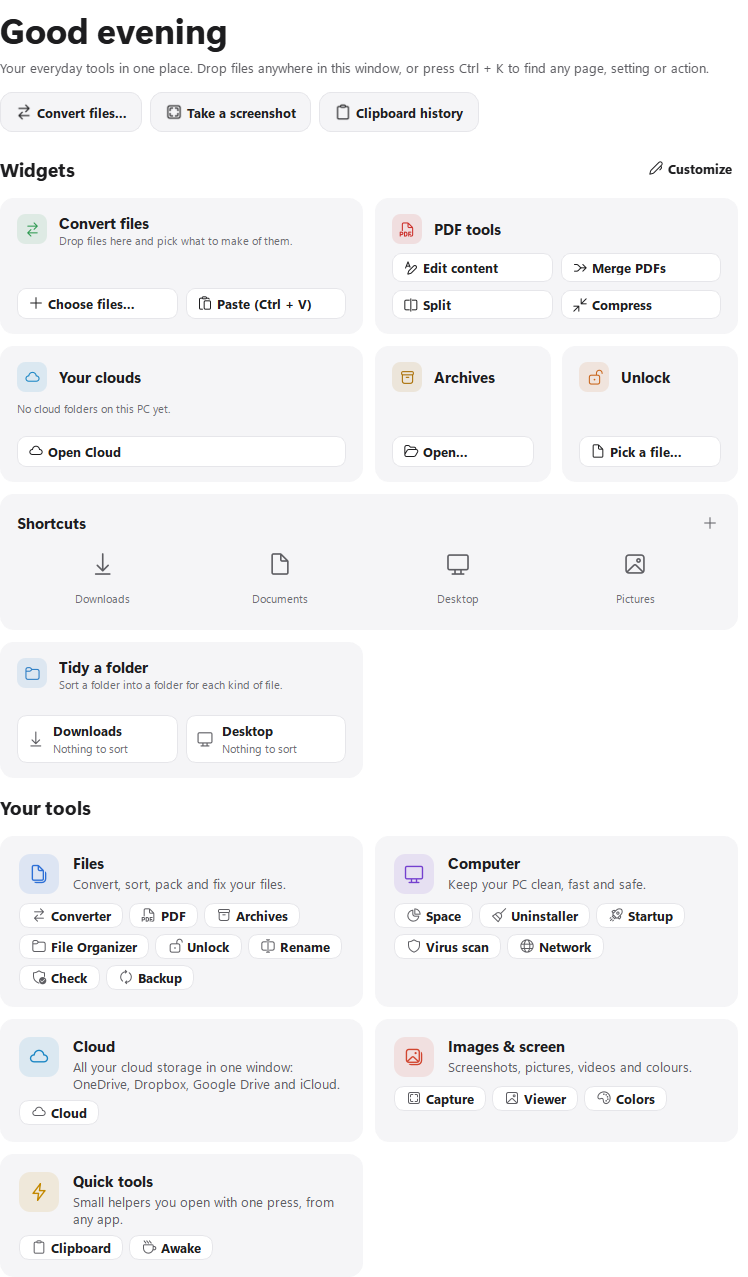 Good evening
Your everyday tools in one place. Drop files anywhere in this window, or press Ctrl + K to find any page, setting or action.
Convert files...
Take a screenshot
Clipboard history
Widgets
Customize
Convert files
Drop files here and pick what to make of them.
Choose files...
Paste (Ctrl + V)
PDF tools
Edit content
Merge PDFs
Split
Compress
Your clouds
No cloud folders on this PC yet.
Open Cloud
Archives
Open...
Unlock
Pick a file...
Shortcuts
Downloads
Documents
Desktop
Pictures
Tidy a folder
Sort a folder into a folder for each kind of file.
Downloads
Nothing to sort
Desktop
Nothing to sort
Your tools
Files
Convert, sort, pack and fix your files.
Converter
PDF
Archives
File Organizer
Unlock
Rename
Check
Backup
Computer
Keep your PC clean, fast and safe.
Space
Uninstaller
Startup
Virus scan
Network
Cloud
All your cloud storage in one window:
OneDrive, Dropbox, Google Drive and iCloud.
Cloud
Images & screen
Screenshots, pictures, videos and colours.
Capture
Viewer
Colors
Quick tools
Small helpers you open with one press, from
any app.
Clipboard
Awake